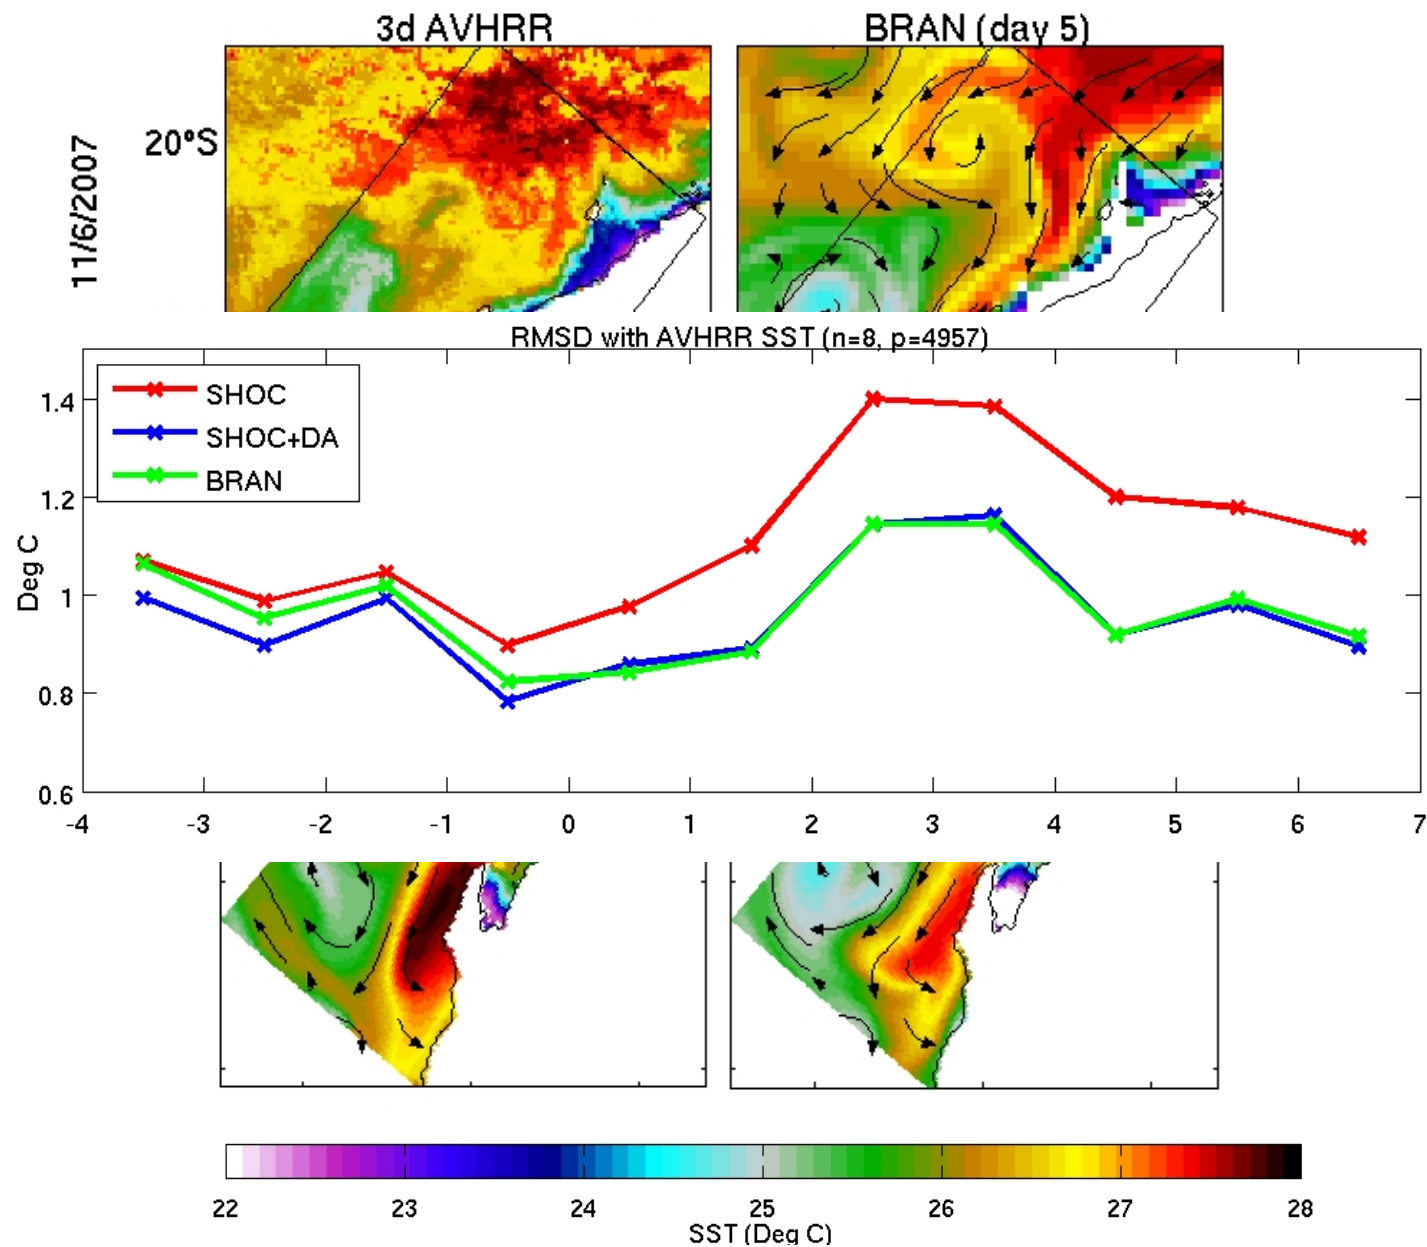 3d AVHRR
BRAN (day 5)
11/6/2007
20°S
RMSD with AVHRR SST (n=8, p=4957)
SHOC
SHOC+DA
BRAN
Deg C
1.4
1.2
1
0.8
0.6
-4 -3 -2 -1 0 1 2 3 4 5 6 7
22 23 24 25 26 27 28
SST (Deg C)